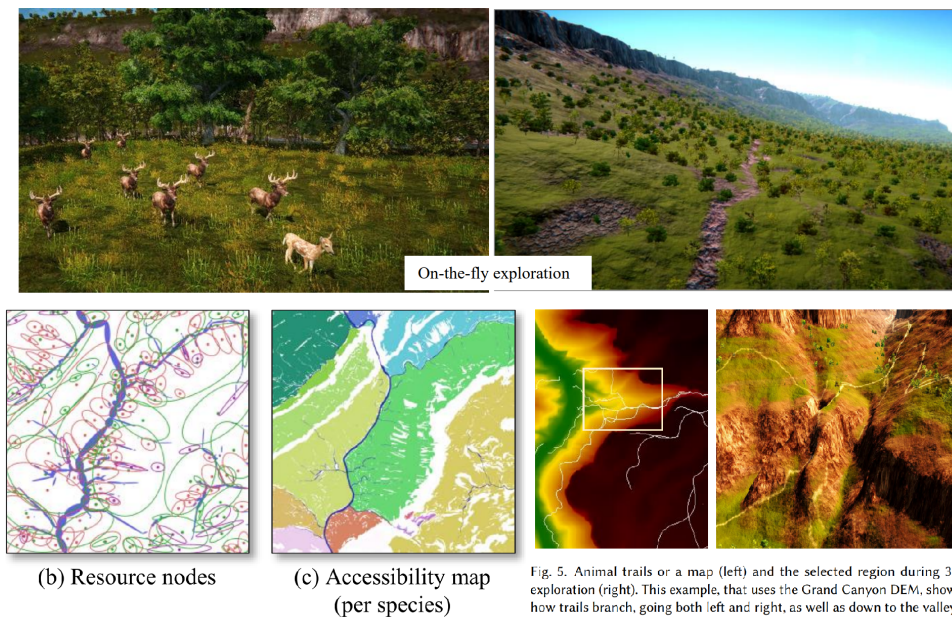 On-the-fly exploration
(b) Resource nodes
(c) Accessibility map
(per species)
Fig. 5. Animal trails or a map (left) and the selected region during 3
exploration (right). This example, that uses the Grand Canyon DEM, show
how trails branch, going both left and right, as well as down to the valley